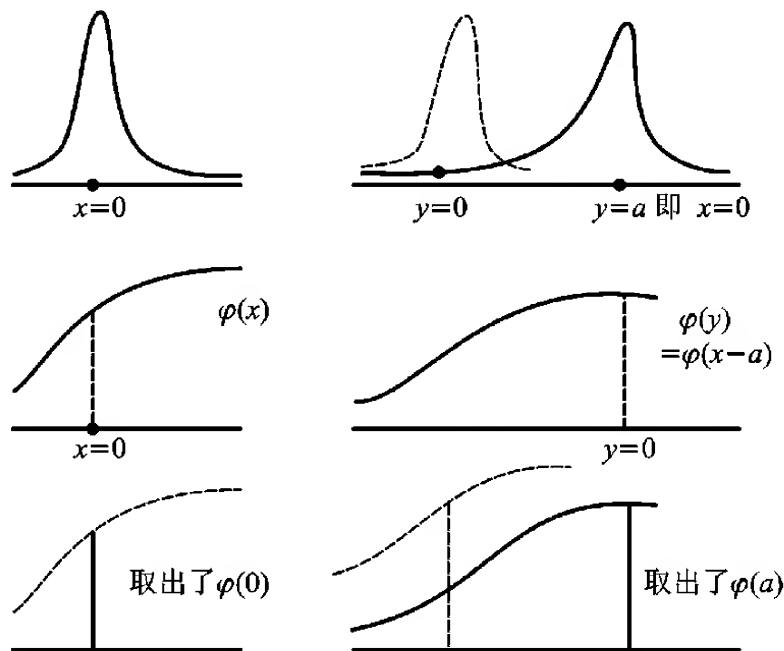 x=0
y=0
y=a 即 x=0
φ(x)
φ(y)
=φ(x−a)
x=0
y=0
取出了φ(0)
取出了φ(a)